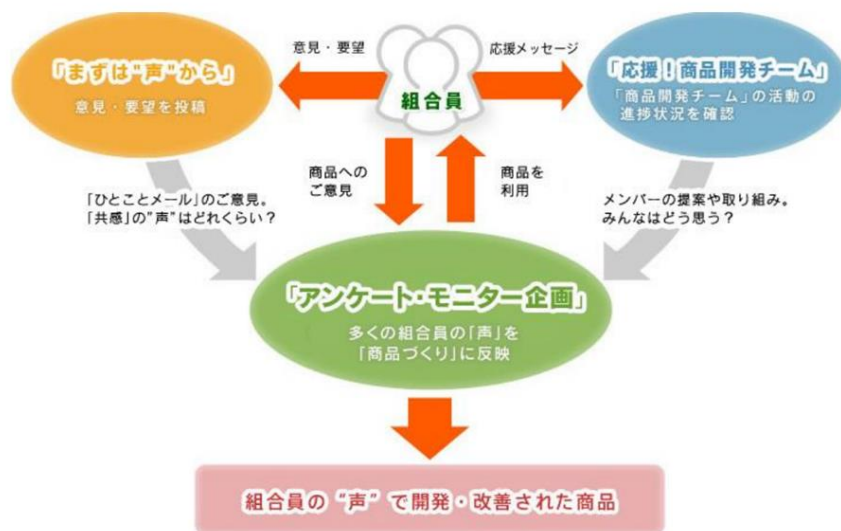 意見・要望
応援メッセージ
組合員
「まずは"声"から」
意見・要望を投稿
「応援！商品開発チーム」
「商品開発チーム」の活動の
進捗状況を確認
商品への
ご意見
商品を
利用
「ひとことメール」のご意見。
「共感」の"声"はどれくらい？
メンバーの提案や取り組み。
みんなはどう思う？
「アンケート・モニター企画」
多くの組合員の「声」を
「商品づくり」に反映
組合員の "声" で開発・改善された商品